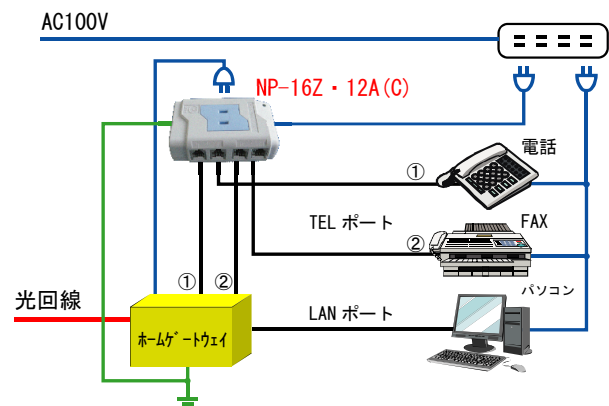 AC100V
NP-16Z・12A(C)
電話
①
TEL ポート
FAX
②
① ②
パソコン
光回線
LAN ポート
ﾎｰﾑｹﾞｰﾄｳｪｲ